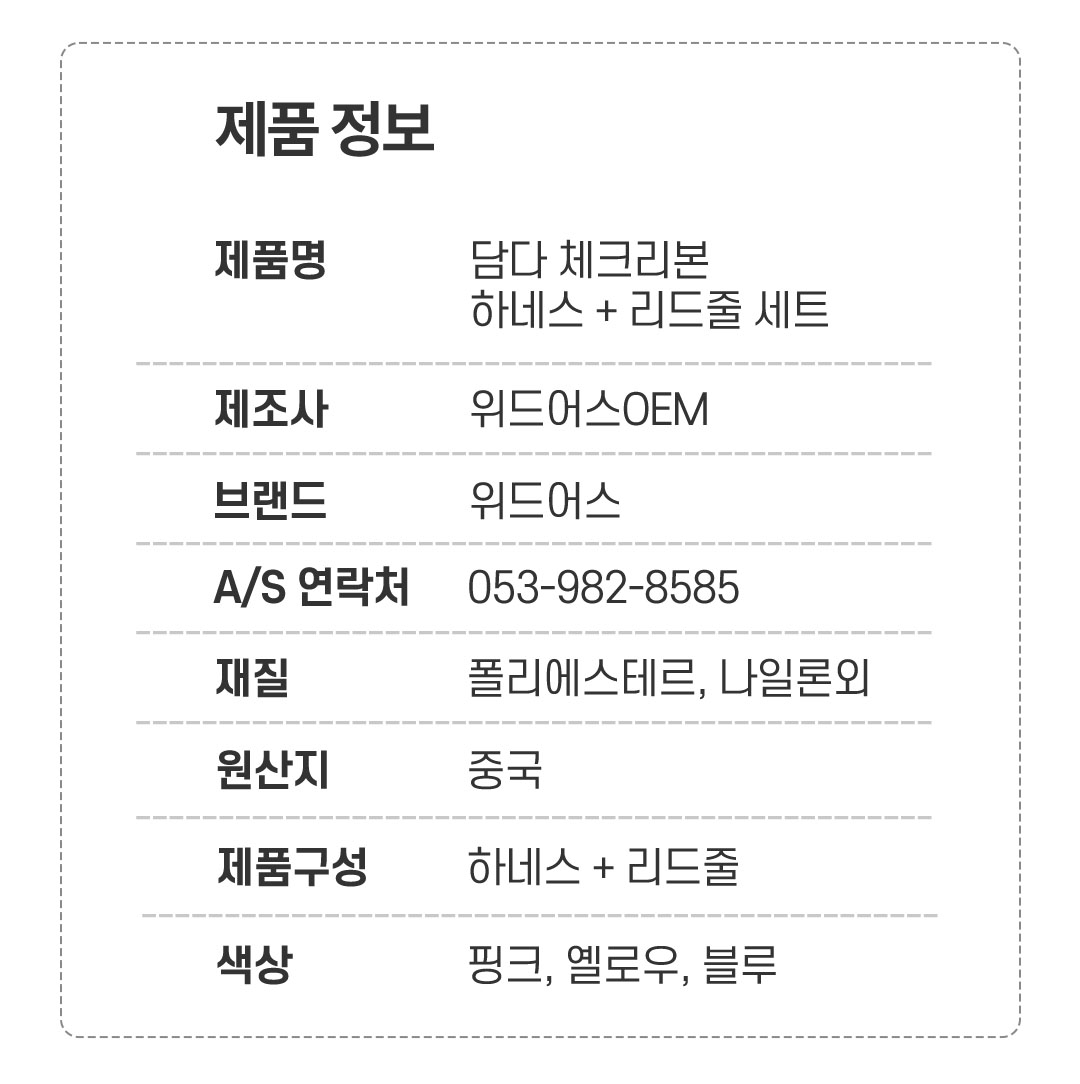 제품 정보
제품명 담다 체크리본
하네스 + 리드줄 세트
제조사 위드어스OEM
브랜드 위드어스
A/S 연락처 053-982-8585
재질 폴리에스테르, 나일론외
원산지 중국
제품구성 하네스 + 리드줄
색상 핑크, 옐로우, 블루